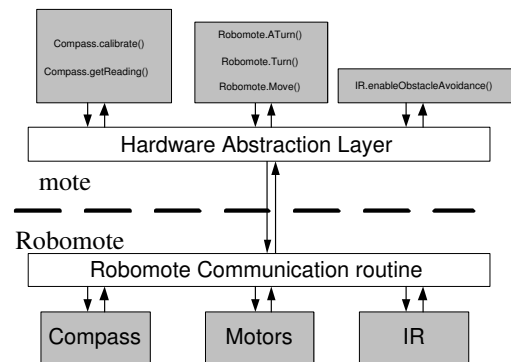 Compass.calibrate()
Compass.getReading()
Robomote.ATurn()
Robomote.Turn()
Robomote.Move()
IR.enableObstacleAvoidance()
Hardware Abstraction Layer
mote
Robomote
Robomote Communication routine
Compass
Motors
IR